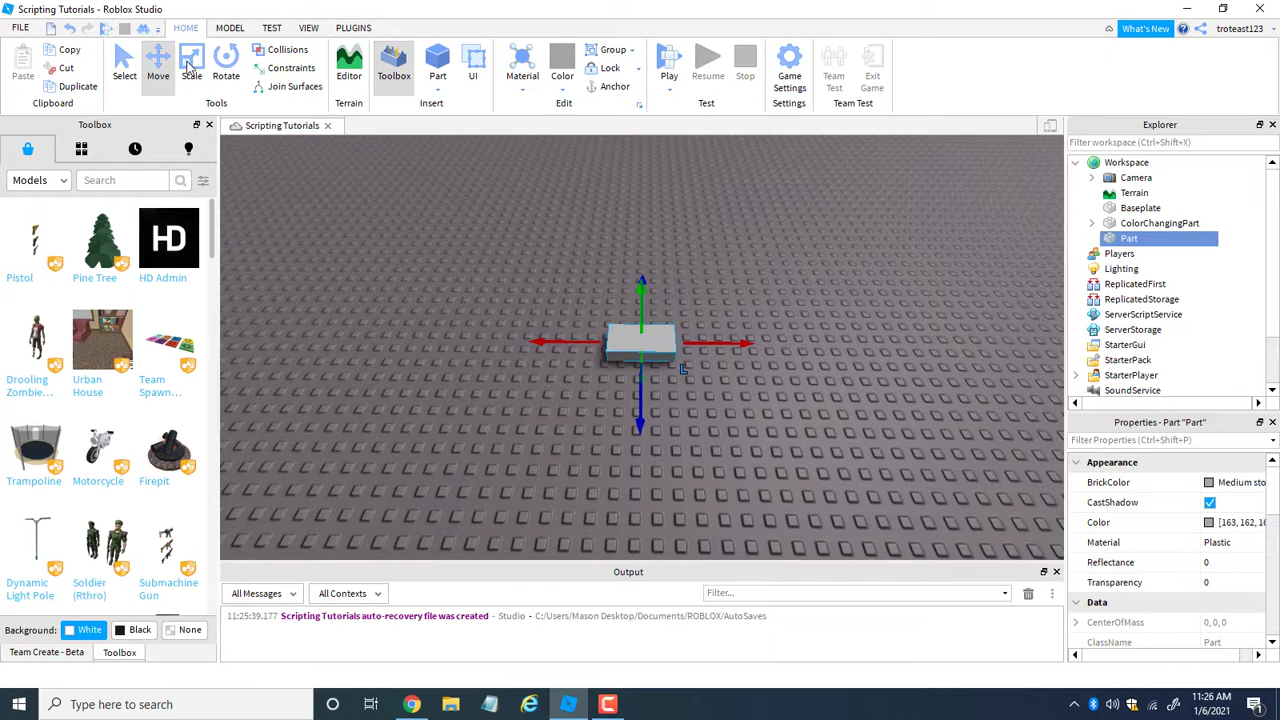 Scripting Tutorials - Roblox Studio
FILE HOME MODEL TEST VIEW PLUGINS What's New troteast123
Paste Copy Cut Duplicate Clipboard
Select Move Scale Rotate Collisions Constraints Join Surfaces Tools
Editor Terrain
Toolbox Part UI Insert
Material Color Group Lock Anchor Edit
Play Resume Stop Test
Game Settings Settings
Team Test Exit Game Team Test
Toolbox
Models Search
Pistol Pine Tree HD Admin
HD
Drooling Zombie... Urban House Team Spawn...
Trampoline Motorcycle Firepit
Dynamic Light Pole Soldier (Rthro) Submachine Gun
Background: White Black None
Team Create - Beta Toolbox
Scripting Tutorials
Output
All Messages All Contexts Filter...
11:25:39.177 Scripting Tutorials auto-recovery file was created - Studio - C:/Users/Mason Desktop/Documents/ROBLOX/AutoSaves
Explorer
Filter workspace (Ctrl+Shift+X)
Workspace
Camera
Terrain
Baseplate
ColorChangingPart
Part
Players
Lighting
ReplicatedFirst
ReplicatedStorage
ServerScriptService
ServerStorage
StarterGui
StarterPack
StarterPlayer
SoundService
Properties - Part "Part"
Filter Properties (Ctrl+Shift+P)
Appearance
BrickColor Medium sto
CastShadow
Color [163, 162, 16
Material Plastic
Reflectance 0
Transparency 0
Data
CenterOfMass 0, 0, 0
ClassName Part
Type here to search
11:26 AM
1/6/2021